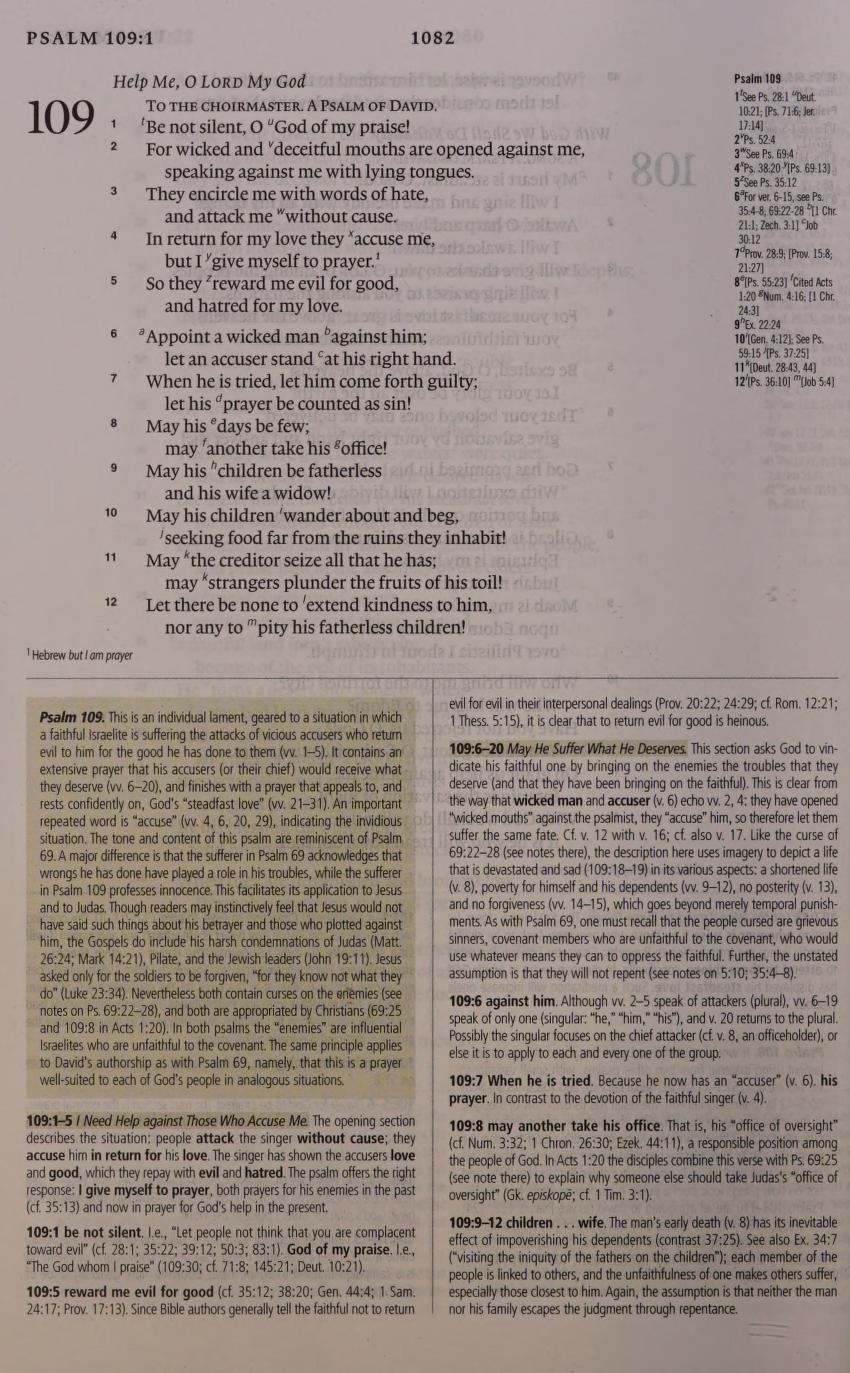 PSALM 109:1
1082
Help Me, O LORD My God
109
TO THE CHOIRMASTER. A PSALM OF DAVID.
1 ᵗBe not silent, O ᵘGod of my praise!
2 For wicked and ᵛdeceitful mouths are opened against me,
speaking against me with lying tongues.
3 They encircle me with words of hate,
and attack me ʷwithout cause.
4 In return for my love they ˣaccuse me,
but I ʸgive myself to prayer.¹
5 So they ᶻreward me evil for good,
and hatred for my love.
6 ᵃAppoint a wicked man ᵇagainst him;
let an accuser stand ᶜat his right hand.
7 When he is tried, let him come forth guilty;
let his ᵈprayer be counted as sin!
8 May his ᵉdays be few;
may ᶠanother take his ᵍoffice!
9 May his ʰchildren be fatherless
and his wife a widow!
10 May his children ⁱwander about and beg,
ʲseeking food far from the ruins they inhabit!
11 May ᵏthe creditor seize all that he has;
may ᵏstrangers plunder the fruits of his toil!
12 Let there be none to ˡextend kindness to him,
nor any to ᵐpity his fatherless children!
¹ Hebrew but I am prayer
Psalm 109
1 ᵗSee Ps. 28:1 ᵘDeut.
10:21; [Ps. 71:6; Jer.
17:14]
2 ᵛPs. 52:4
3 ʷSee Ps. 69:4
4 ˣPs. 38:20 ʸ[Ps. 69:13]
5 ᶻSee Ps. 35:12
6 ᵃFor ver. 6-15, see Ps.
35:4-8; 69:22-28 ᵇ[1 Chr.
21:1; Zech. 3:1] ᶜJob
30:12
7 ᵈProv. 28:9; [Prov. 15:8;
21:27]
8 ᵉ[Ps. 55:23] ᶠCited Acts
1:20 ᵍNum. 4:16; [1 Chr.
24:3]
9 ʰEx. 22:24
10 ⁱ[Gen. 4:12]; See Ps.
59:15 ʲ[Ps. 37:25]
11 ᵏ[Deut. 28:43, 44]
12 ˡ[Ps. 36:10] ᵐ[Job 5:4]
Psalm 109. This is an individual lament, geared to a situation in which
a faithful Israelite is suffering the attacks of vicious accusers who return
evil to him for the good he has done to them (vv. 1–5). It contains an
extensive prayer that his accusers (or their chief) would receive what
they deserve (vv. 6–20), and finishes with a prayer that appeals to, and
rests confidently on, God's "steadfast love" (vv. 21–31). An important
repeated word is "accuse" (vv. 4, 6, 20, 29), indicating the invidious
situation. The tone and content of this psalm are reminiscent of Psalm
69. A major difference is that the sufferer in Psalm 69 acknowledges that
wrongs he has done have played a role in his troubles, while the sufferer
in Psalm 109 professes innocence. This facilitates its application to Jesus
and to Judas. Though readers may instinctively feel that Jesus would not
have said such things about his betrayer and those who plotted against
him, the Gospels do include his harsh condemnations of Judas (Matt.
26:24; Mark 14:21), Pilate, and the Jewish leaders (John 19:11). Jesus
asked only for the soldiers to be forgiven, "for they know not what they
do" (Luke 23:34). Nevertheless both contain curses on the enemies (see
notes on Ps. 69:22–28), and both are appropriated by Christians (69:25
and 109:8 in Acts 1:20). In both psalms the "enemies" are influential
Israelites who are unfaithful to the covenant. The same principle applies
to David's authorship as with Psalm 69, namely, that this is a prayer
well-suited to each of God's people in analogous situations.
109:1–5 I Need Help against Those Who Accuse Me. The opening section
describes the situation: people attack the singer without cause; they
accuse him in return for his love. The singer has shown the accusers love
and good, which they repay with evil and hatred. The psalm offers the right
response: I give myself to prayer, both prayers for his enemies in the past
(cf. 35:13) and now in prayer for God's help in the present.
109:1 be not silent. I.e., "Let people not think that you are complacent
toward evil" (cf. 28:1; 35:22; 39:12; 50:3; 83:1). God of my praise. I.e.,
"The God whom I praise" (109:30; cf. 71:8; 145:21; Deut. 10:21).
109:5 reward me evil for good (cf. 35:12; 38:20; Gen. 44:4; 1 Sam.
24:17; Prov. 17:13). Since Bible authors generally tell the faithful not to return
evil for evil in their interpersonal dealings (Prov. 20:22; 24:29; cf. Rom. 12:21;
1 Thess. 5:15), it is clear that to return evil for good is heinous.
109:6–20 May He Suffer What He Deserves. This section asks God to vin-
dicate his faithful one by bringing on the enemies the troubles that they
deserve (and that they have been bringing on the faithful). This is clear from
the way that wicked man and accuser (v. 6) echo vv. 2, 4: they have opened
"wicked mouths" against the psalmist, they "accuse" him, so therefore let them
suffer the same fate. Cf. v. 12 with v. 16; cf. also v. 17. Like the curse of
69:22–28 (see notes there), the description here uses imagery to depict a life
that is devastated and sad (109:18–19) in its various aspects: a shortened life
(v. 8), poverty for himself and his dependents (vv. 9–12), no posterity (v. 13),
and no forgiveness (vv. 14–15), which goes beyond merely temporal punish-
ments. As with Psalm 69, one must recall that the people cursed are grievous
sinners, covenant members who are unfaithful to the covenant, who would
use whatever means they can to oppress the faithful. Further, the unstated
assumption is that they will not repent (see notes on 5:10; 35:4–8).
109:6 against him. Although vv. 2–5 speak of attackers (plural), vv. 6–19
speak of only one (singular: "he," "him," "his"), and v. 20 returns to the plural.
Possibly the singular focuses on the chief attacker (cf. v. 8, an officeholder), or
else it is to apply to each and every one of the group.
109:7 When he is tried. Because he now has an "accuser" (v. 6). his
prayer. In contrast to the devotion of the faithful singer (v. 4).
109:8 may another take his office. That is, his "office of oversight"
(cf. Num. 3:32; 1 Chron. 26:30; Ezek. 44:11), a responsible position among
the people of God. In Acts 1:20 the disciples combine this verse with Ps. 69:25
(see note there) to explain why someone else should take Judas's "office of
oversight" (Gk. episkopē; cf. 1 Tim. 3:1).
109:9–12 children . . . wife. The man's early death (v. 8) has its inevitable
effect of impoverishing his dependents (contrast 37:25). See also Ex. 34:7
("visiting the iniquity of the fathers on the children"); each member of the
people is linked to others, and the unfaithfulness of one makes others suffer,
especially those closest to him. Again, the assumption is that neither the man
nor his family escapes the judgment through repentance.